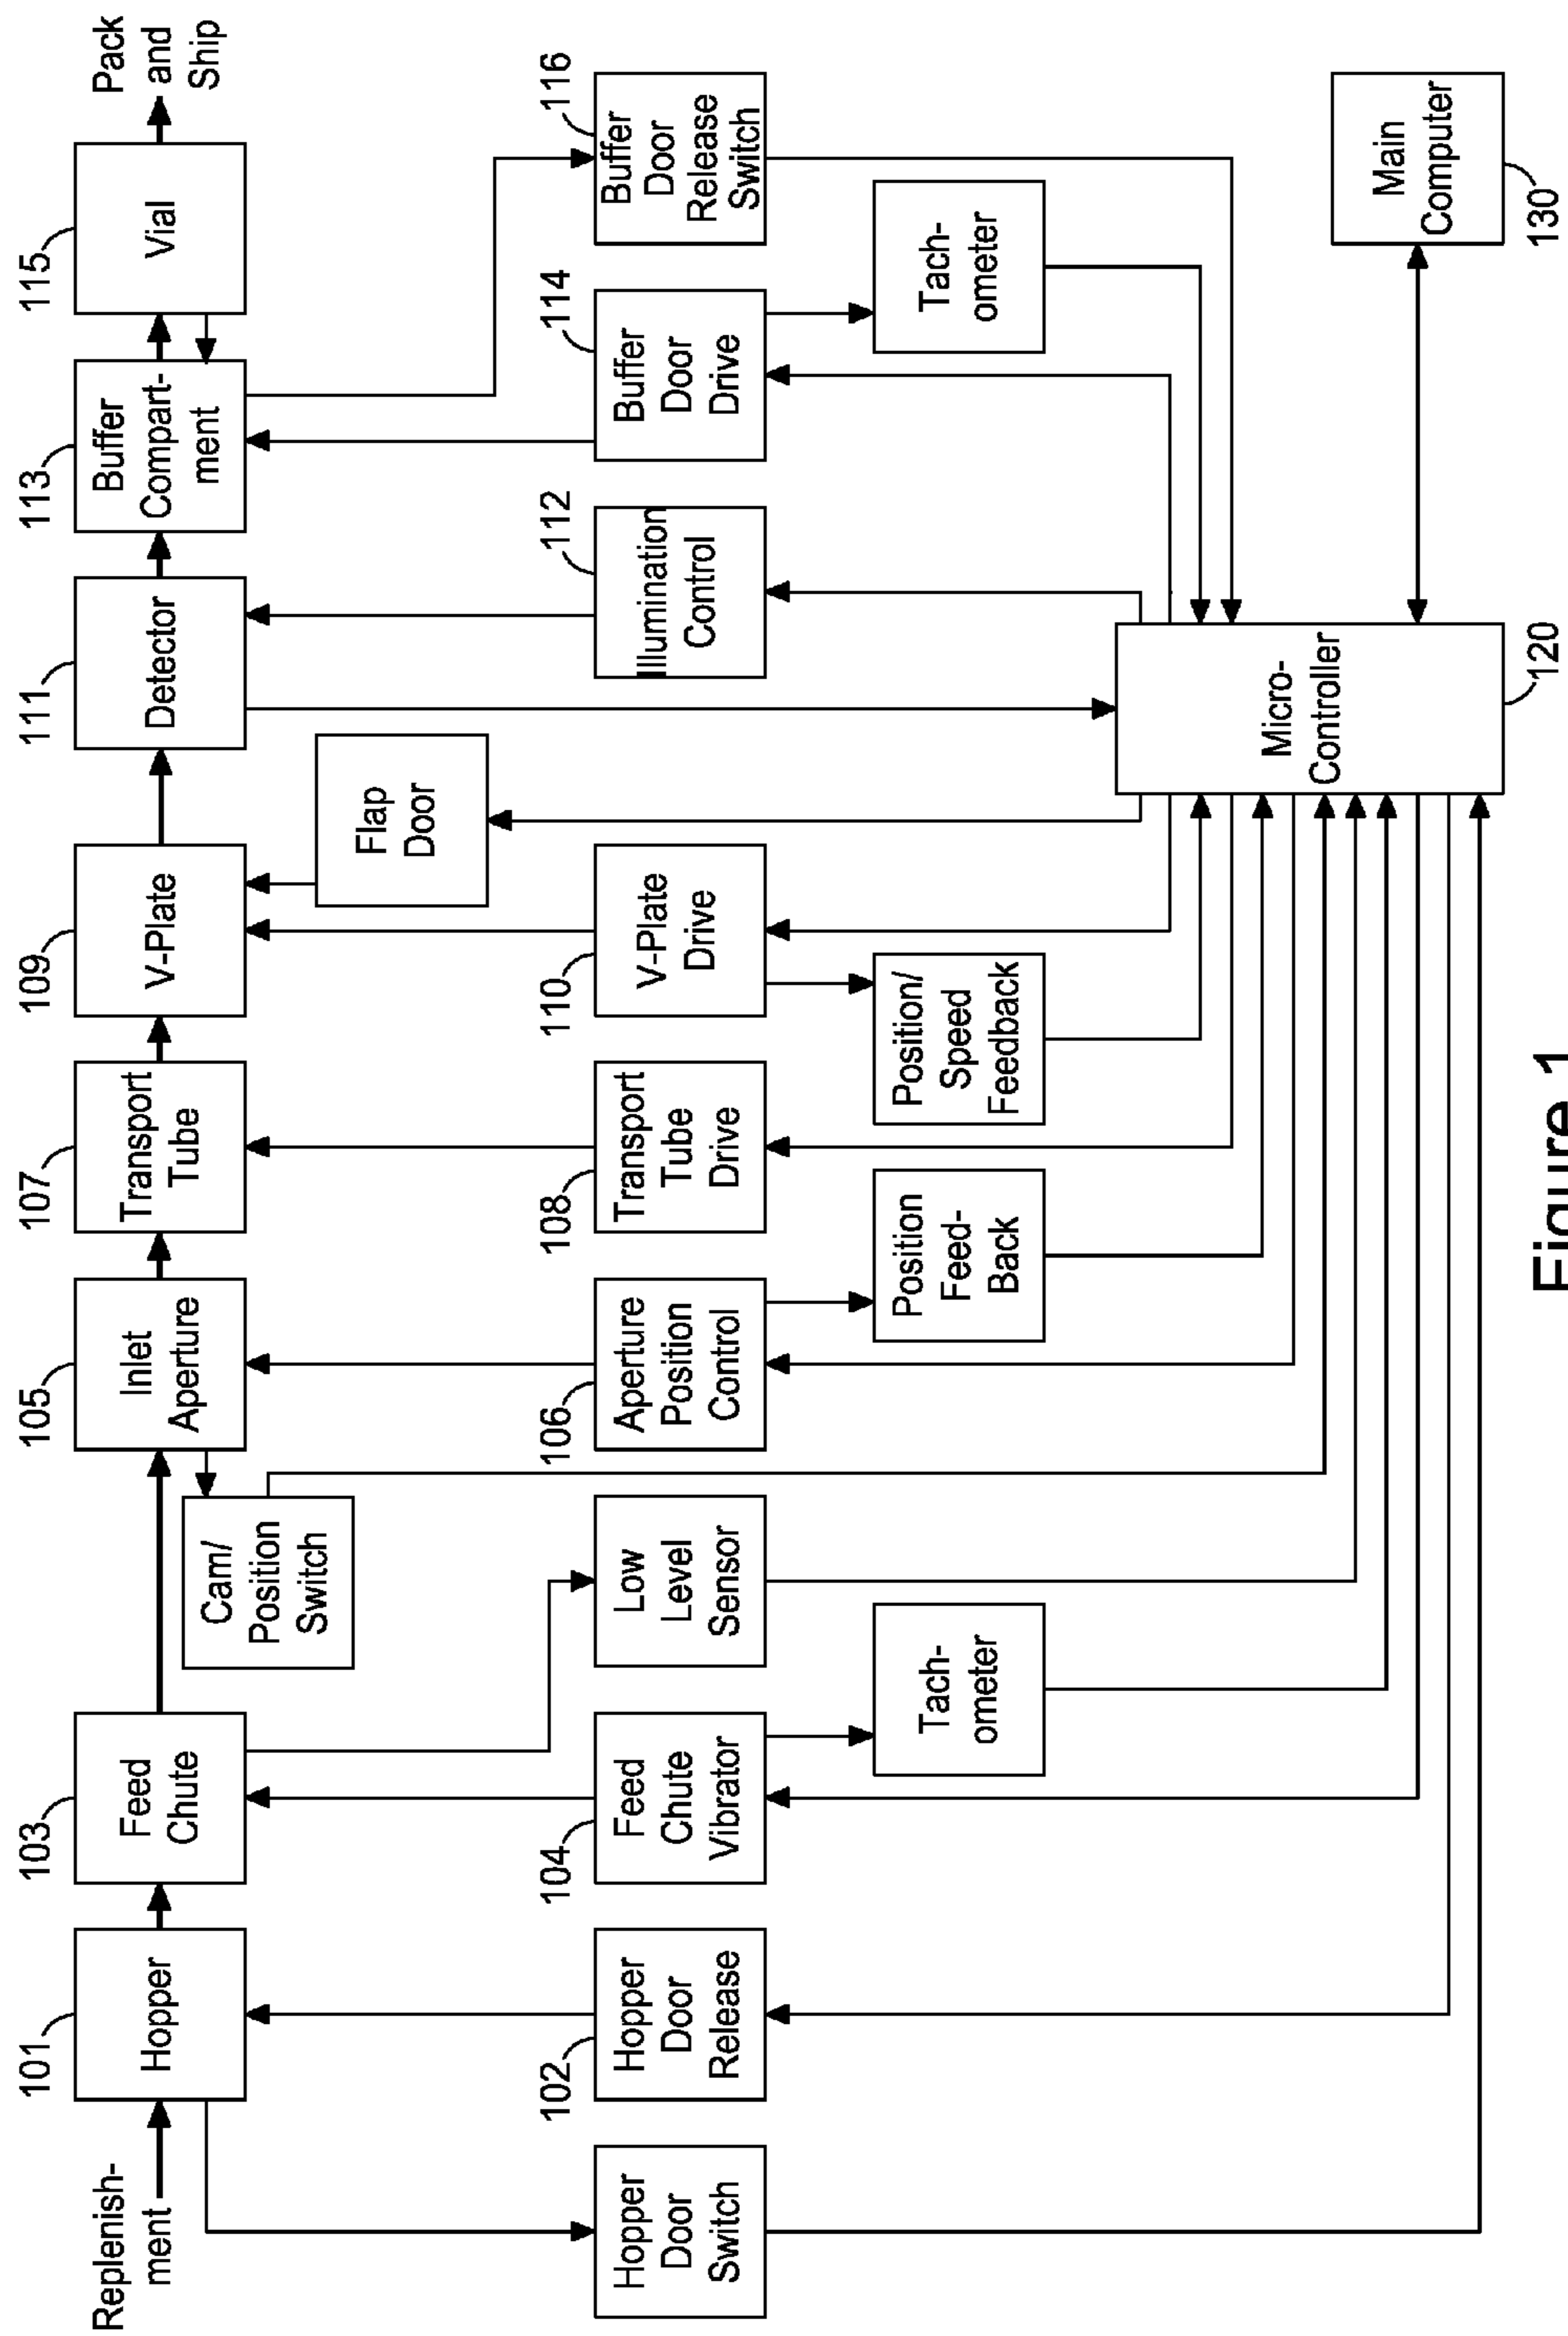 Replenish-
ment
101
Hopper
103
Feed
Chute
105
Inlet
Aperture
107
Transport
Tube
109
V-Plate
111
Detector
113
Buffer
Compart-
ment
115
Vial
Pack
and
Ship
Cam/
Position
Switch
Flap
Door
Hopper
Door
Switch
102
Hopper
Door
Release
104
Feed
Chute
Vibrator
Low
Level
Sensor
106
Aperture
Position
Control
108
Transport
Tube
Drive
110
V-Plate
Drive
112
Illumination
Control
114
Buffer
Door
Drive
116
Buffer
Door
Release
Switch
Tach-
ometer
Position
Feed-
Back
Position/
Speed
Feedback
Tach-
ometer
Micro-
Controller
120
Main
Computer
130
Figure 1